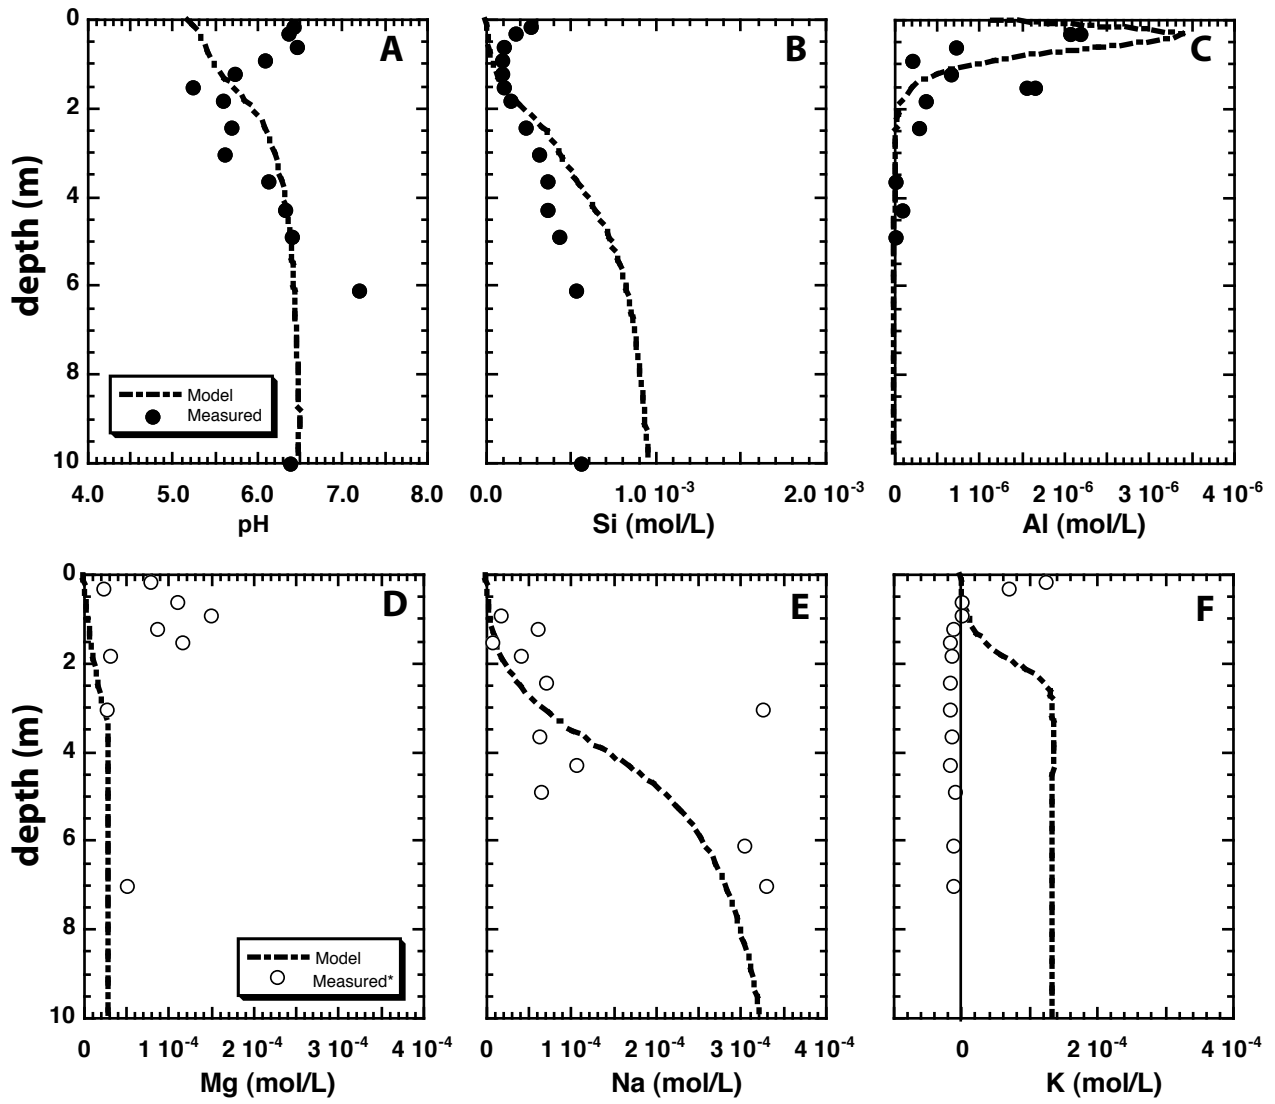 0
2
4
6
8
10
depth (m)
A
Model
Measured
4.0 5.0 6.0 7.0 8.0
pH
B
0.0 1.0 10⁻³ 2.0 10⁻³
Si (mol/L)
C
0 1 10⁻⁶ 2 10⁻⁶ 3 10⁻⁶ 4 10⁻⁶
Al (mol/L)
0
2
4
6
8
10
depth (m)
D
Model
Measured*
0 1 10⁻⁴ 2 10⁻⁴ 3 10⁻⁴ 4 10⁻⁴
Mg (mol/L)
E
0 1 10⁻⁴ 2 10⁻⁴ 3 10⁻⁴ 4 10⁻⁴
Na (mol/L)
F
0 2 10⁻⁴ 4 10⁻⁴
K (mol/L)